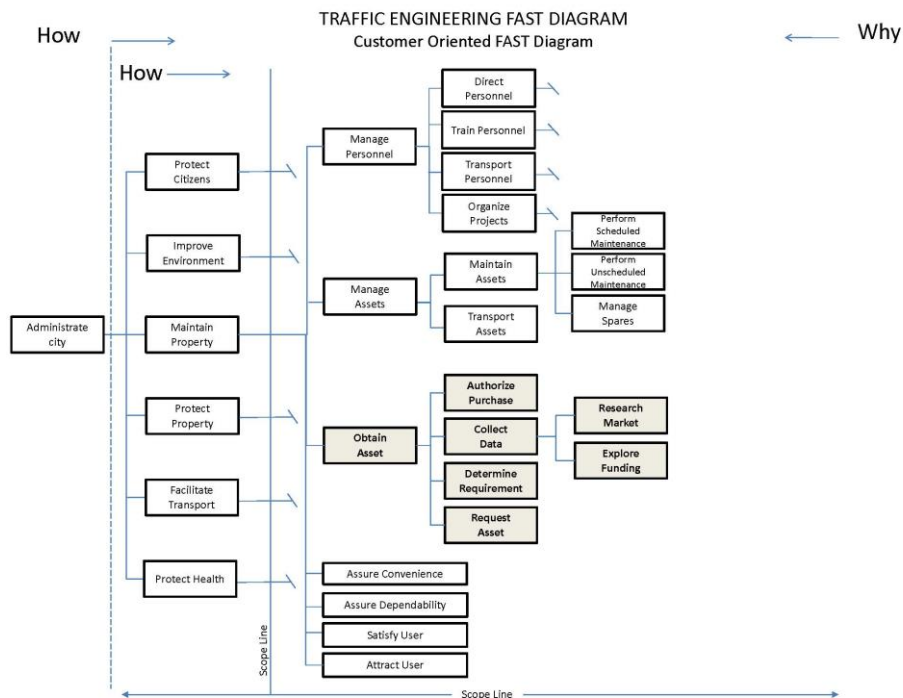 TRAFFIC ENGINEERING FAST DIAGRAM
Customer Oriented FAST Diagram
How
Why
How
Direct
Personnel
Train Personnel
Manage
Personnel
Transport
Personnel
Organize
Projects
Protect
Citizens
Improve
Environment
Manage
Assets
Maintain
Assets
Perform
Scheduled
Maintenance
Perform
Unscheduled
Maintenance
Manage
Spares
Transport
Assets
Administrate
city
Maintain
Property
Protect
Property
Obtain
Asset
Authorize
Purchase
Collect
Data
Research
Market
Explore
Funding
Determine
Requirement
Request
Asset
Facilitate
Transport
Protect Health
Assure Convenience
Assure Dependability
Satisfy User
Attract User
Scope Line
Scope Line